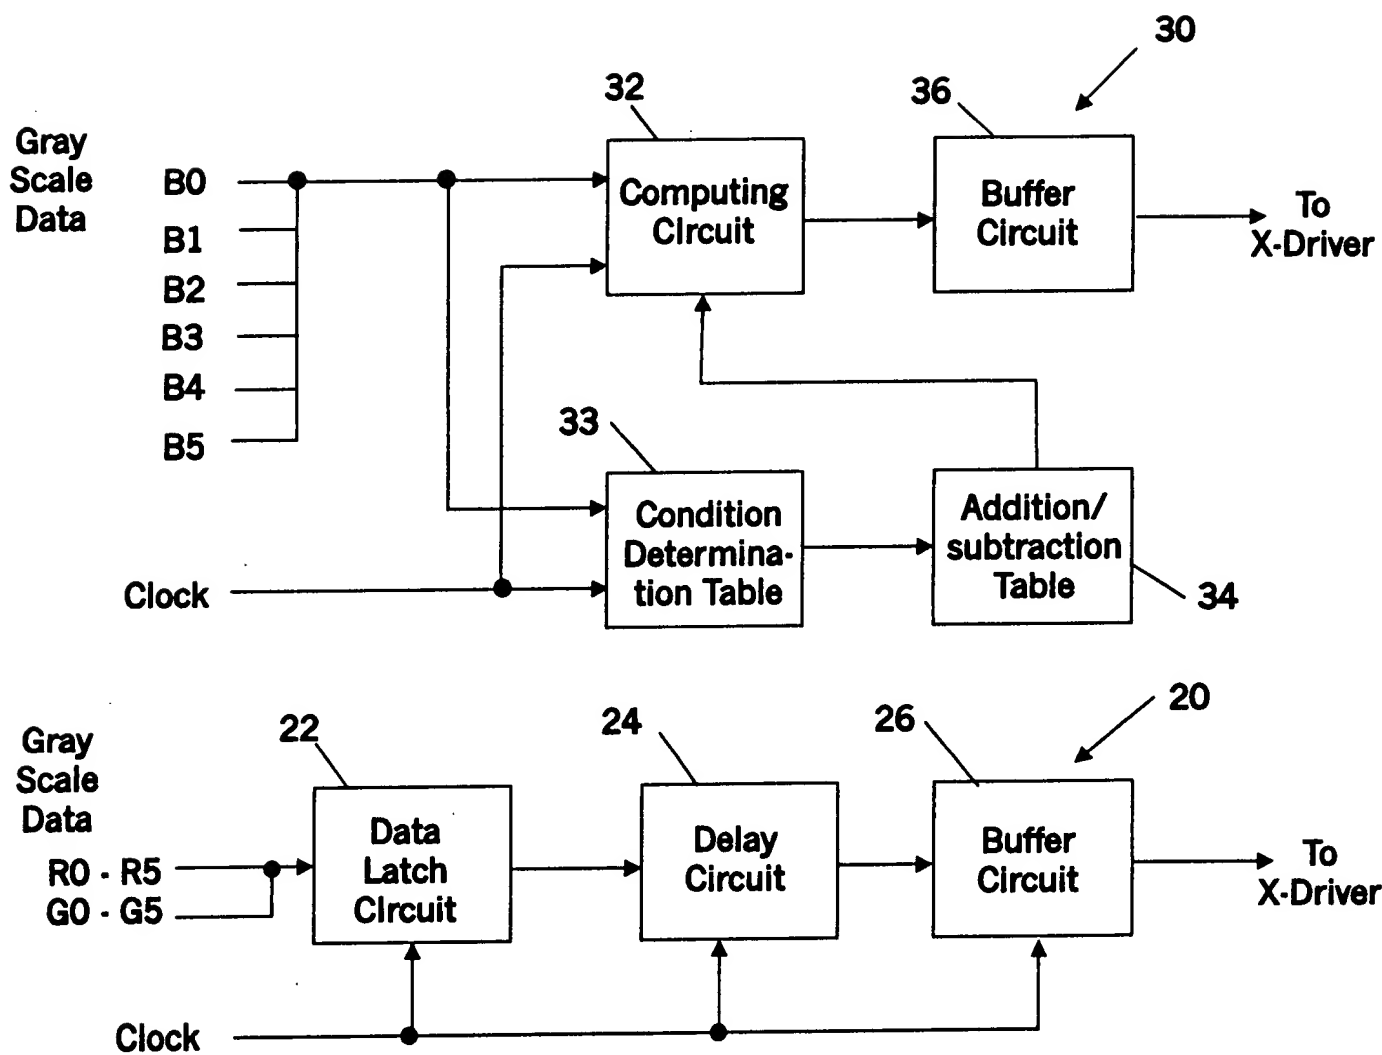 30
32
36
Gray
Scale
Data
B0
B1
B2
B3
B4
B5
Computing
Circuit
Buffer
Circuit
To
X-Driver
33
Condition
Determina-
tion Table
Addition/
subtraction
Table
34
Clock
20
22
24
26
Gray
Scale
Data
R0 - R5
G0 - G5
Data
Latch
Circuit
Delay
Circuit
Buffer
Circuit
To
X-Driver
Clock